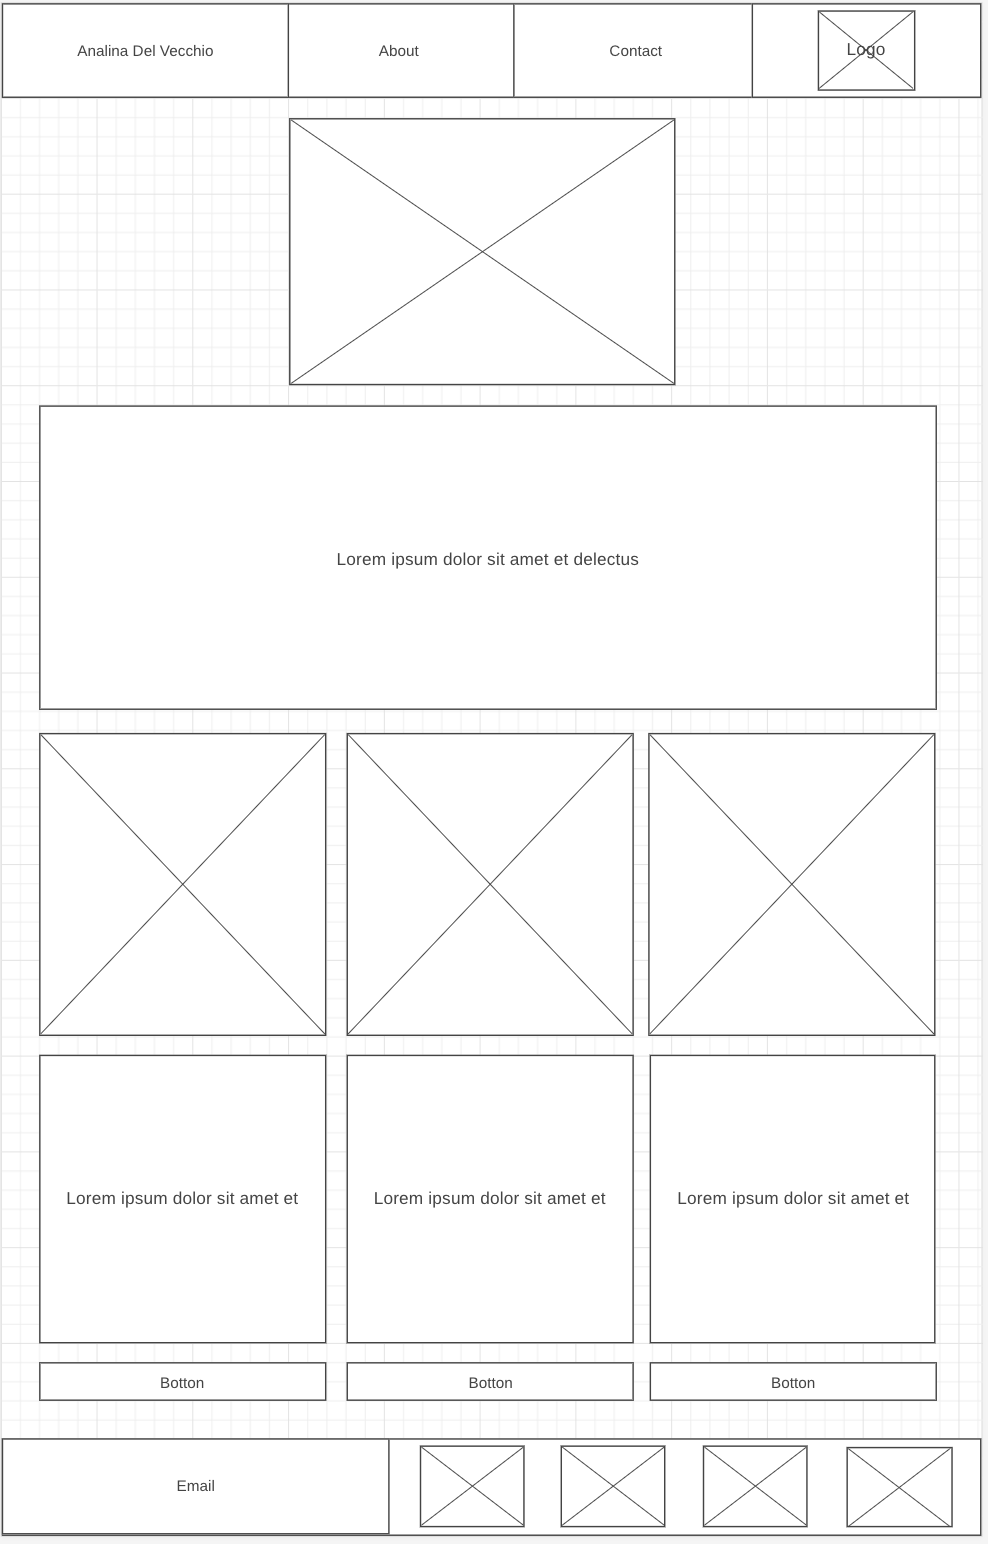 Analina Del Vecchio
About
Contact
Logo
Lorem ipsum dolor sit amet et delectus
Lorem ipsum dolor sit amet et
Lorem ipsum dolor sit amet et
Lorem ipsum dolor sit amet et
Botton
Botton
Botton
Email